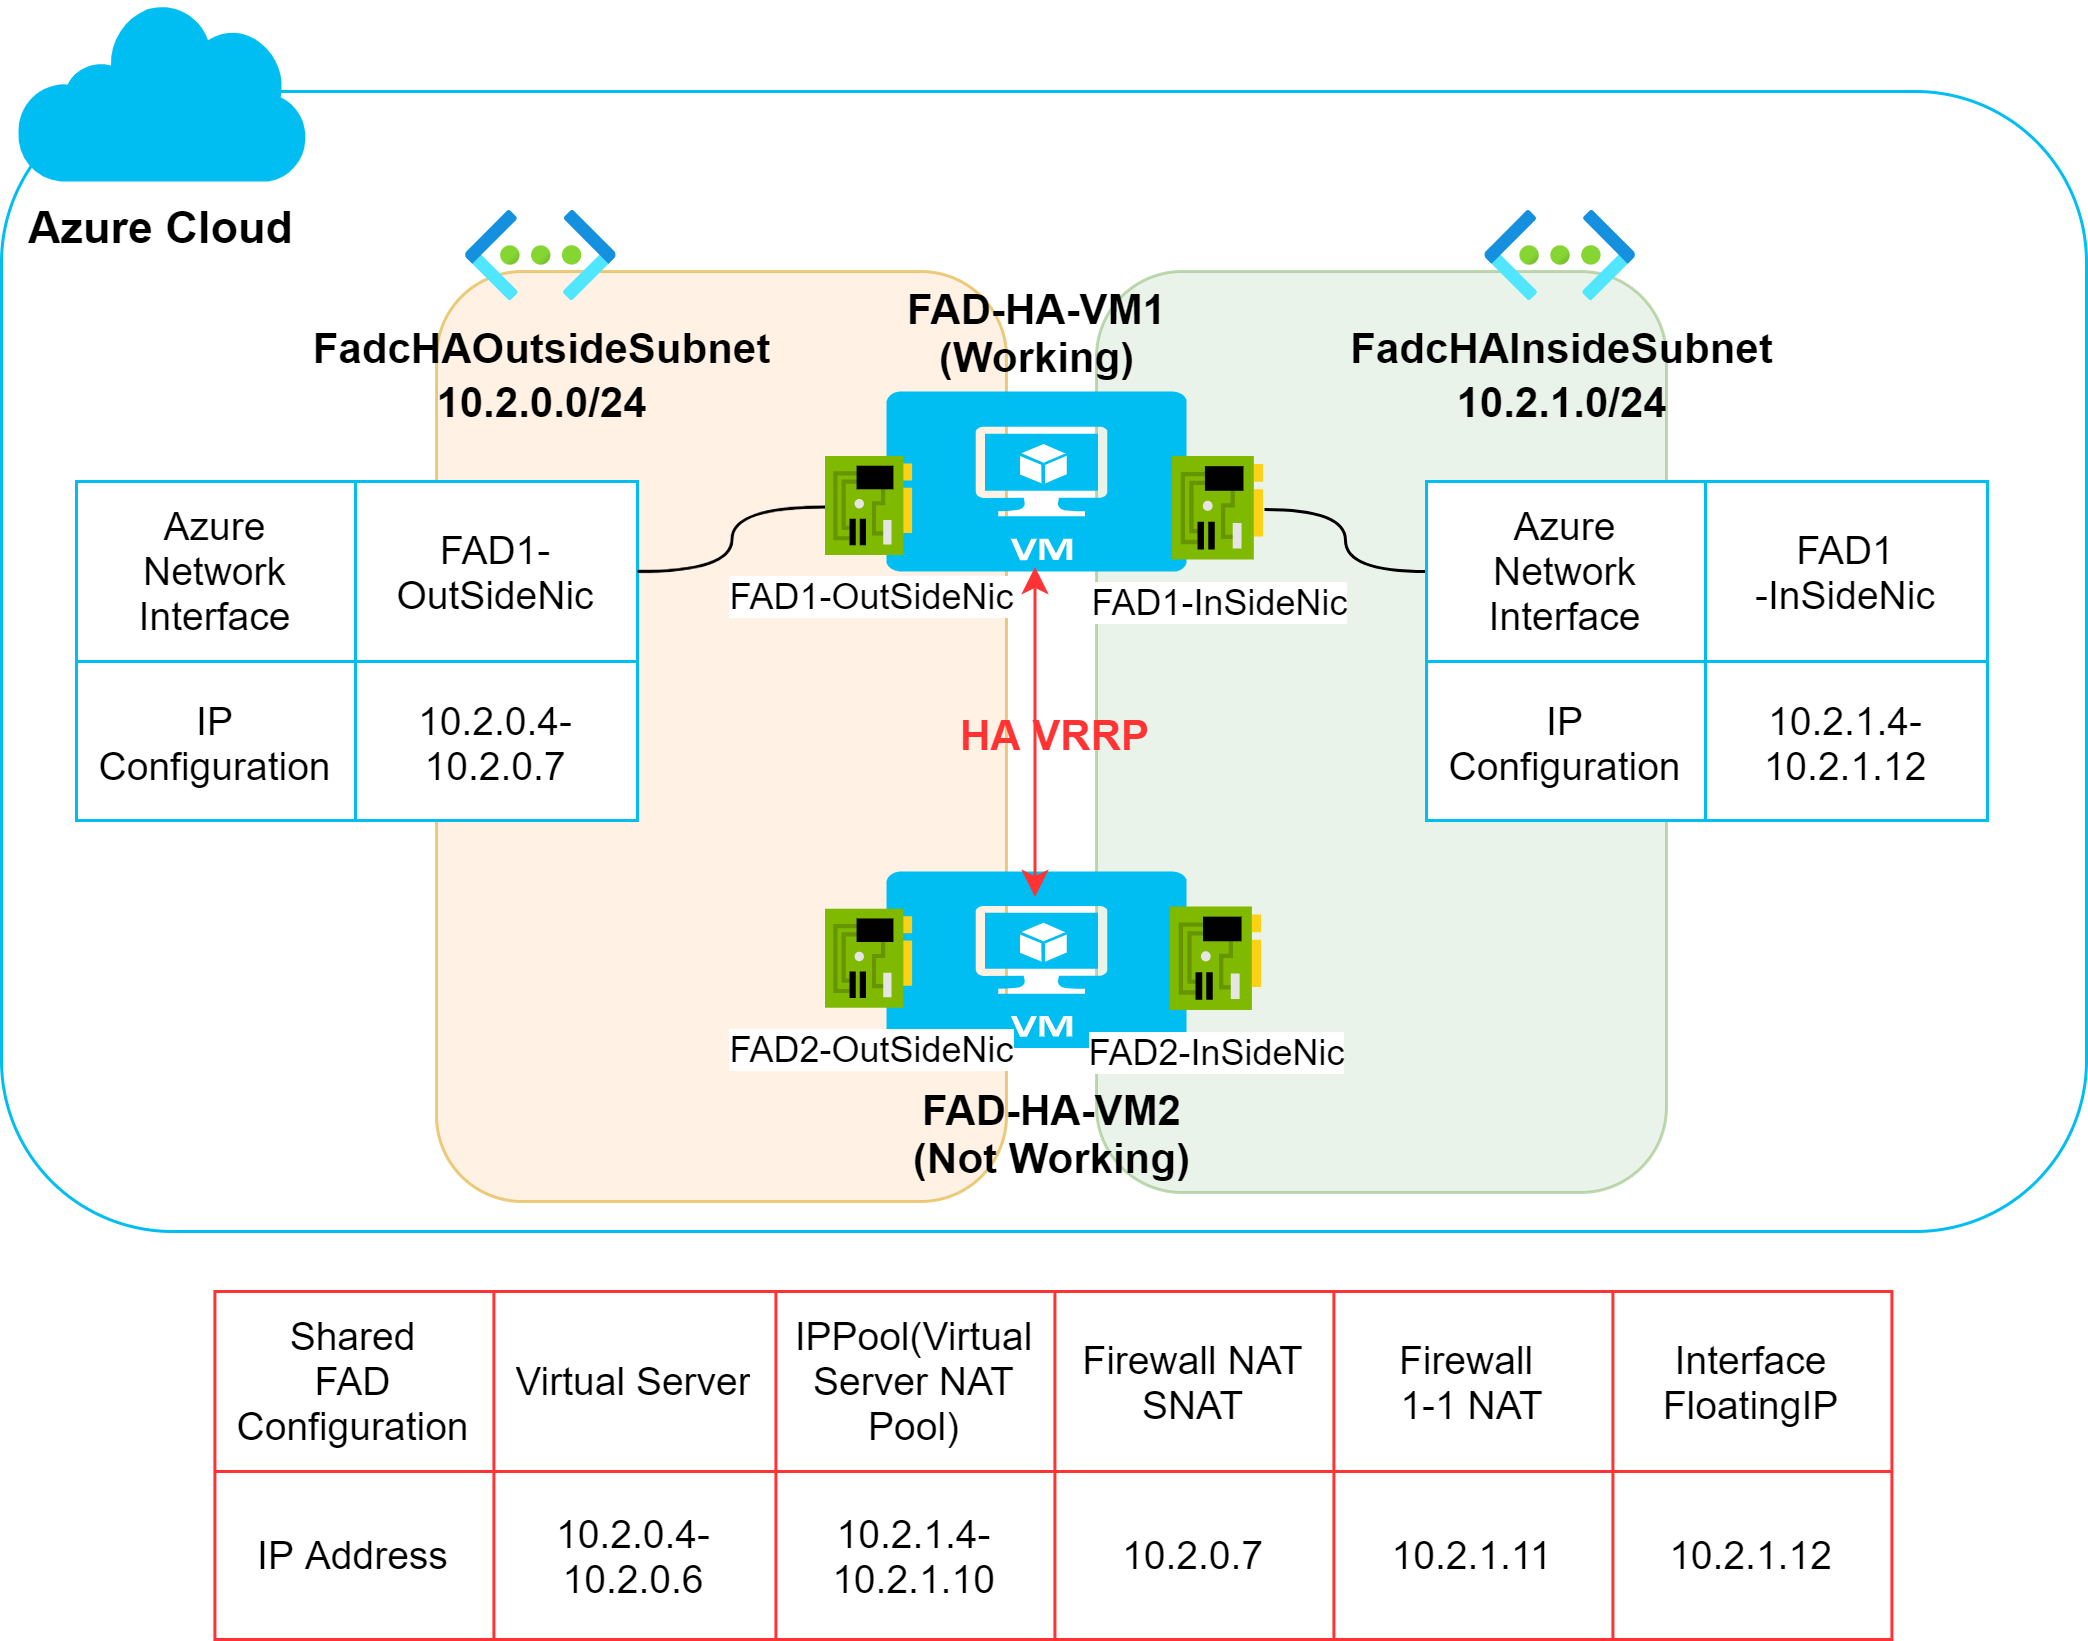 Azure Cloud
FadcHAOutsideSubnet
10.2.0.0/24
FAD-HA-VM1
(Working)
FadcHAInsideSubnet
10.2.1.0/24
Azure
Network
Interface
FAD1-
OutSideNic
IP
Configuration
10.2.0.4-
10.2.0.7
VM
FAD1-OutSideNic
FAD1-InSideNic
Azure
Network
Interface
FAD1
-InSideNic
IP
Configuration
10.2.1.4-
10.2.1.12
HA VRRP
VM
FAD2-OutSideNic
FAD2-InSideNic
FAD-HA-VM2
(Not Working)
Shared
FAD
Configuration
Virtual Server
IPPool(Virtual
Server NAT
Pool)
Firewall NAT
SNAT
Firewall
1-1 NAT
Interface
FloatingIP
IP Address
10.2.0.4-
10.2.0.6
10.2.1.4-
10.2.1.10
10.2.0.7
10.2.1.11
10.2.1.12